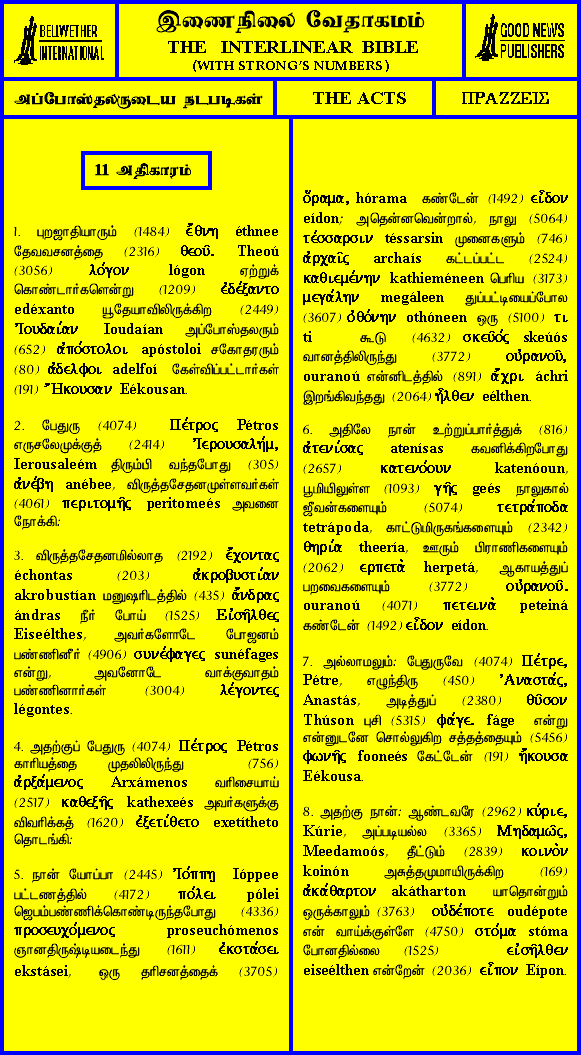 BELLWETHER
INTERNATIONAL
இணைநிலை வேதாகமம்
THE INTERLINEAR BIBLE
(WITH STRONG'S NUMBERS)
GOOD NEWS
PUBLISHERS
அப்போஸ்தலருடைய நடபடிகள்
THE ACTS
ΠΡΑΖΖΕΙΣ
11 அதிகாரம்
1. புறஜாதியாரும் (1484) ἔθνη éthnee
தேவவசனத்தை (2316) θεοῦ. Theoú
(3056) λόγον lógon ஏற்றுக்
கொண்டார்களென்று (1209) ἐδέξαντο
edéxanto யூதேயாவிலிருக்கிற (2449)
Ἰουδαίαν Ioudaían அப்போஸ்தலரும்
(652) ἀπόστολοι apóstoloi சகோதரரும்
(80) ἀδελφοι adelfoí கேள்விப்பட்டார்கள்
(191) Ἤκουσαν Eékousan.
2. பேதுரு (4074) Πέτρος Pétros
எருசலேமுக்குத் (2414) Ἰερουσαλήμ,
Ierousaleém திரும்பி வந்தபோது (305)
ἀνέβη anébee, விருத்தசேதனமுள்ளவர்கள்
(4061) περιτομῆς peritomeés அவனை
நோக்கி:
3. விருத்தசேதனமில்லாத (2192) ἔχοντας
échontas (203) ἀκροβυστίαν
akrobustían மனுஷரிடத்தில் (435) ἄνδρας
ándras நீர் போய் (1525) Εἰσῆλθες
Eiseélthes, அவர்களோடே போஜனம்
பண்ணினீர் (4906) συνέφαγες sunéfages
என்று, அவனோடே வாக்குவாதம்
பண்ணினார்கள் (3004) λέγοντες
légontes.
4. அதற்குப் பேதுரு (4074) Πέτρος Pétros
காரியத்தை முதலிலிருந்து (756)
ἀρξάμενος Arxámenos வரிசையாய்
(2517) καθεξῆς kathexeés அவர்களுக்கு
விவரிக்கத் (1620) ἐξετίθετο exetítheto
தொடங்கி:
5. நான் யோப்பா (2445) Ἰόππῃ Ióppee
பட்டணத்தில் (4172) πόλει pólei
ஜெபம்பண்ணிக்கொண்டிருந்தபோது (4336)
προσευχόμενος proseuchómenos
ஞானதிருஷ்டியடைந்து (1611) ἐκστάσει
ekstásei, ஒரு தரிசனத்தைக் (3705)
ὅραμα, hórama கண்டேன் (1492) εἶδον
eídon; அதென்னவென்றால், நாலு (5064)
τέσσαρσιν téssarsin முனைகளும் (746)
ἀρχαῖς archaís கட்டப்பட்ட (2524)
καθιεμένην kathieméneen பெரிய (3173)
μεγάλην megáleen துப்பட்டியைப்போல
(3607) ὀθόνην othóneen ஒரு (5100) τι
ti கூடு (4632) σκεῦός skeúós
வானத்திலிருந்து (3772) οὐρανοῦ,
ouranoú என்னிடத்தில் (891) ἄχρι áchri
இறங்கிவந்தது (2064) ἦλθεν eélthen.
6. அதிலே நான் உற்றுப்பார்த்துக் (816)
ἀτενίσας atenísas கவனிக்கிறபோது
(2657) κατενόουν katenóoun,
பூமியிலுள்ள (1093) γῆς geés நாலுகால்
ஜீவன்களையும் (5074) τετράποδα
tetrápoda, காட்டுமிருகங்களையும் (2342)
θηρία theería, ஊரும் பிராணிகளையும்
(2062) ερπετὰ herpetá, ஆகாயத்துப்
பறவைகளையும் (3772) οὐρανοῦ.
ouranoú (4071) πετεινὰ peteiná
கண்டேன் (1492) εἶδον eídon.
7. அல்லாமலும்: பேதுருவே (4074) Πέτρε,
Pétre, எழுந்திரு (450) Ἀναστάς,
Anastás, அடித்துப் (2380) θῦσον
Thúson புசி (5315) φάγε. fáge என்று
என்னுடனே சொல்லுகிற சத்தத்தையும் (5456)
φωνῆς fooneés கேட்டேன் (191) ἤκουσα
Eékousa.
8. அதற்கு நான்: ஆண்டவரே (2962) κύριε,
Kúrie, அப்படியல்ல (3365) Μηδαμῶς,
Meedamoós, தீட்டும் (2839) κοινὸν
koinón அசுத்தமுமாயிருக்கிற (169)
ἀκάθαρτον akátharton யாதொன்றும்
ஒருக்காலும் (3763) οὐδέποτε oudépote
என் வாய்க்குள்ளே (4750) στόμα stóma
போனதில்லை (1525) εἰσῆλθεν
eiseélthen என்றேன் (2036) εἶπον Eípon.